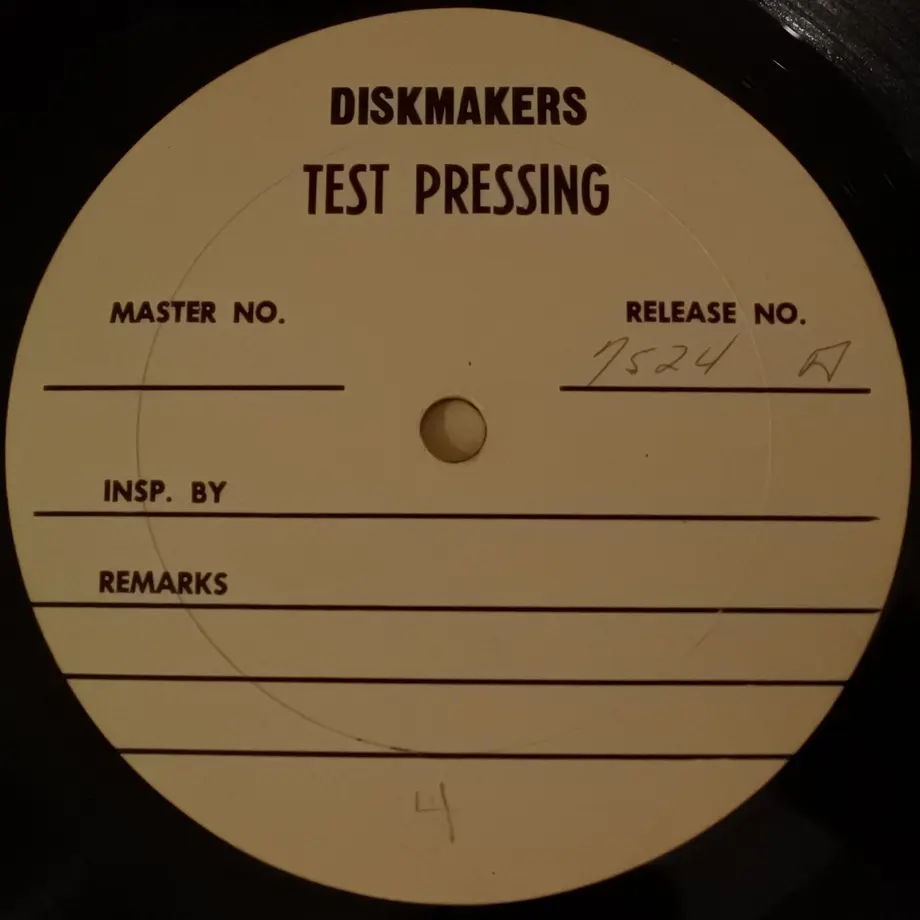 DISKMAKERS
TEST PRESSING
MASTER NO. RELEASE NO.
7524 A
INSP. BY
REMARKS
4